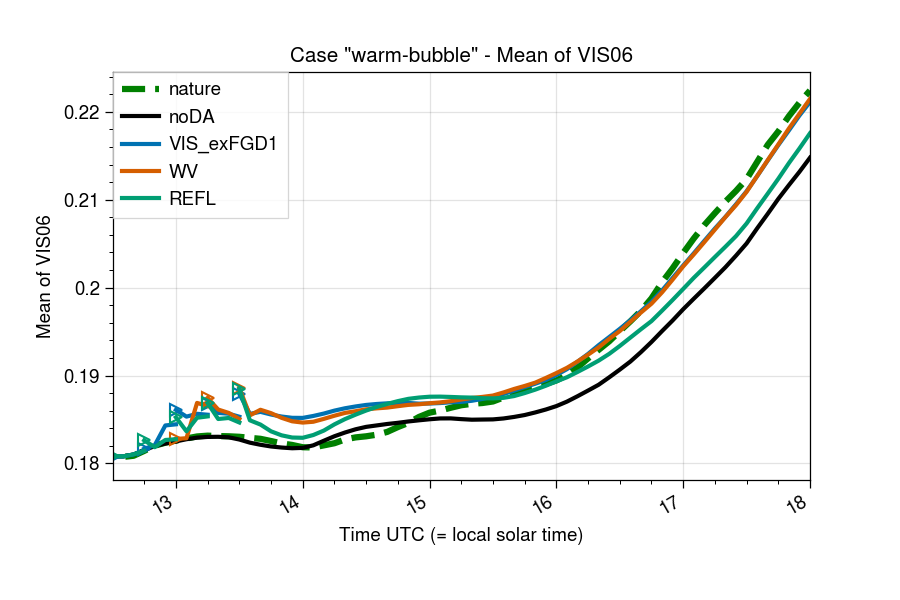 Case "warm-bubble" - Mean of VIS06
nature
noDA
VIS_exFGD1
WV
REFL
Mean of VIS06
0.22
0.21
0.2
0.19
0.18
13
14
15
16
17
18
Time UTC (= local solar time)